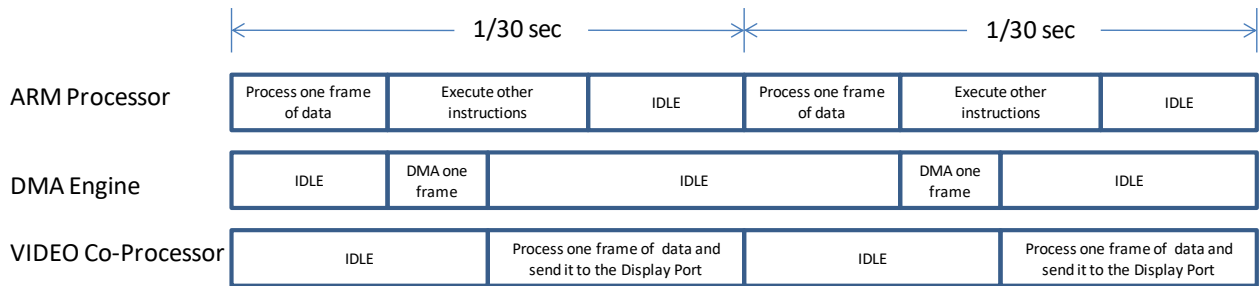 1/30 sec 1/30 sec
ARM Processor
Process one frame of data
Execute other instructions
IDLE
Process one frame of data
Execute other instructions
IDLE
DMA Engine
IDLE
DMA one frame
IDLE
DMA one frame
IDLE
VIDEO Co-Processor
IDLE
Process one frame of data and
send it to the Display Port
IDLE
Process one frame of data and
send it to the Display Port